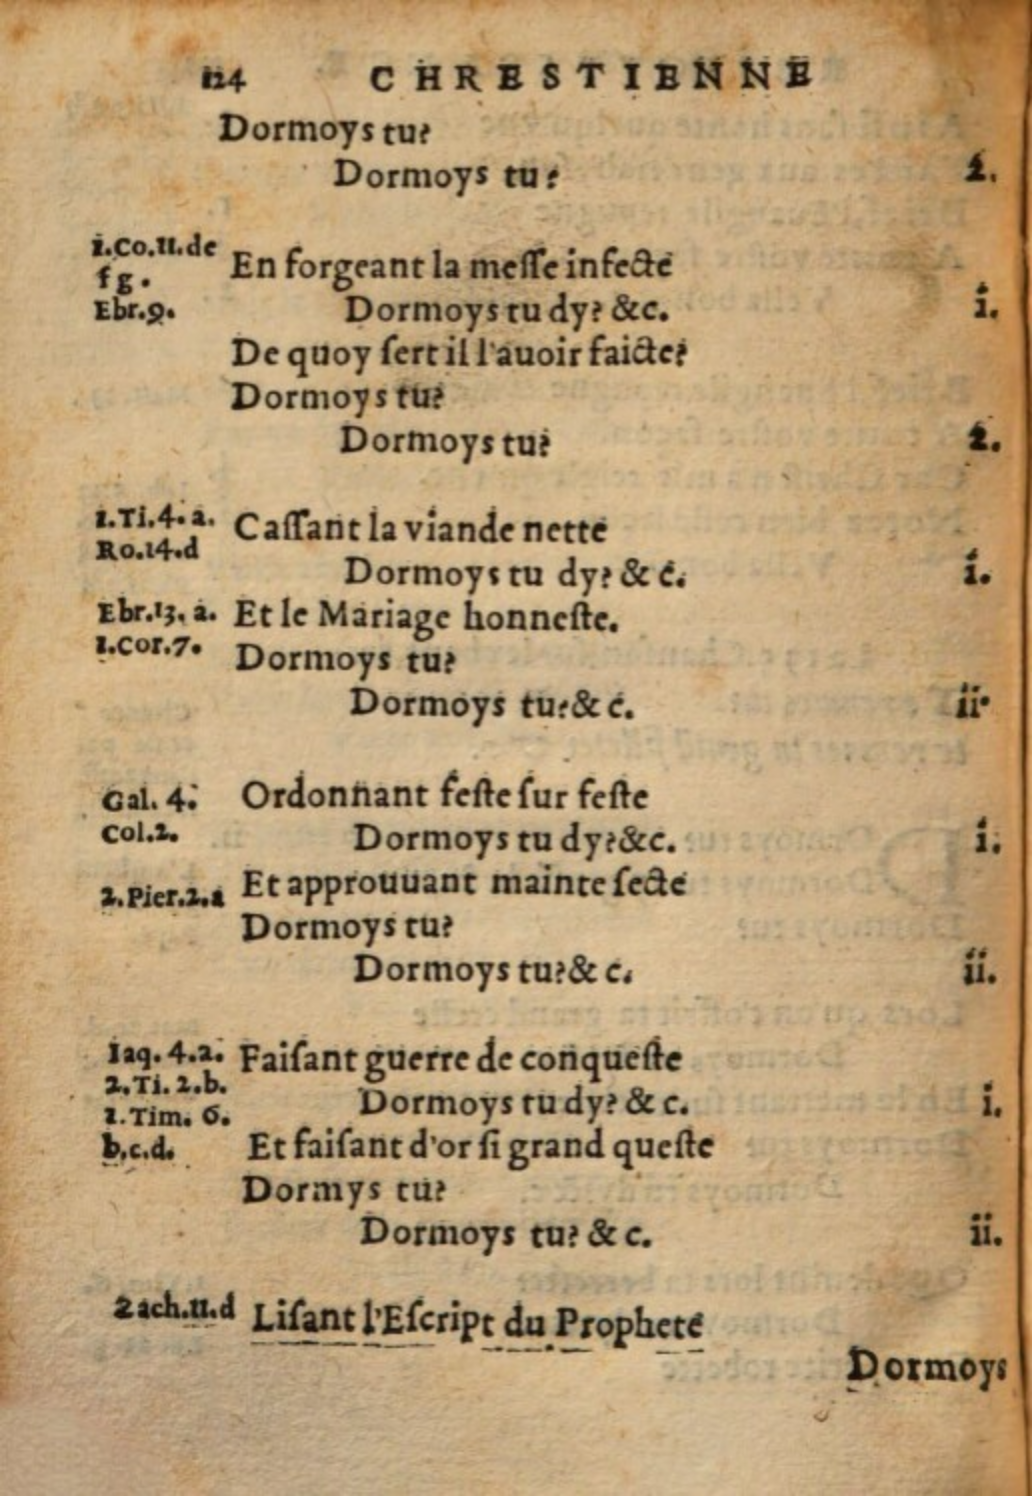 124 CHRESTIENNE
Dormoys tu?
Dormoys tu? 2.
1.Co.11.de En forgeant la meſſe infecte
fg.
Ebr.9. Dormoys tu dy? &c. i.
De quoy ſert il l'auoir faicte?
Dormoys tu?
Dormoys tu? 2.
1.Ti.4.a. Caſſant la viande nette
Ro.14.d
Dormoys tu dy? & c. i.
Ebr.13. a. Et le Mariage honneſte.
1.Cor.7. Dormoys tu?
Dormoys tu?& c. ii.
Gal. 4. Ordonnant feſte ſur feſte
Col.2. Dormoys tu dy?&c. i.
2.Pier.2.a Et approuuant mainte ſecte
Dormoys tu?
Dormoys tu?& c. ii.
Iaq. 4.a. Faiſant guerre de conqueſte
2.Ti. 2.b.
1.Tim. 6. Dormoys tu dy? & c. i.
b.c.d. Et faiſant d'or ſi grand queſte
Dormys tu?
Dormoys tu? & c. ii.
Zach.11.d Liſant l'Eſcript du Prophete
Dormoys